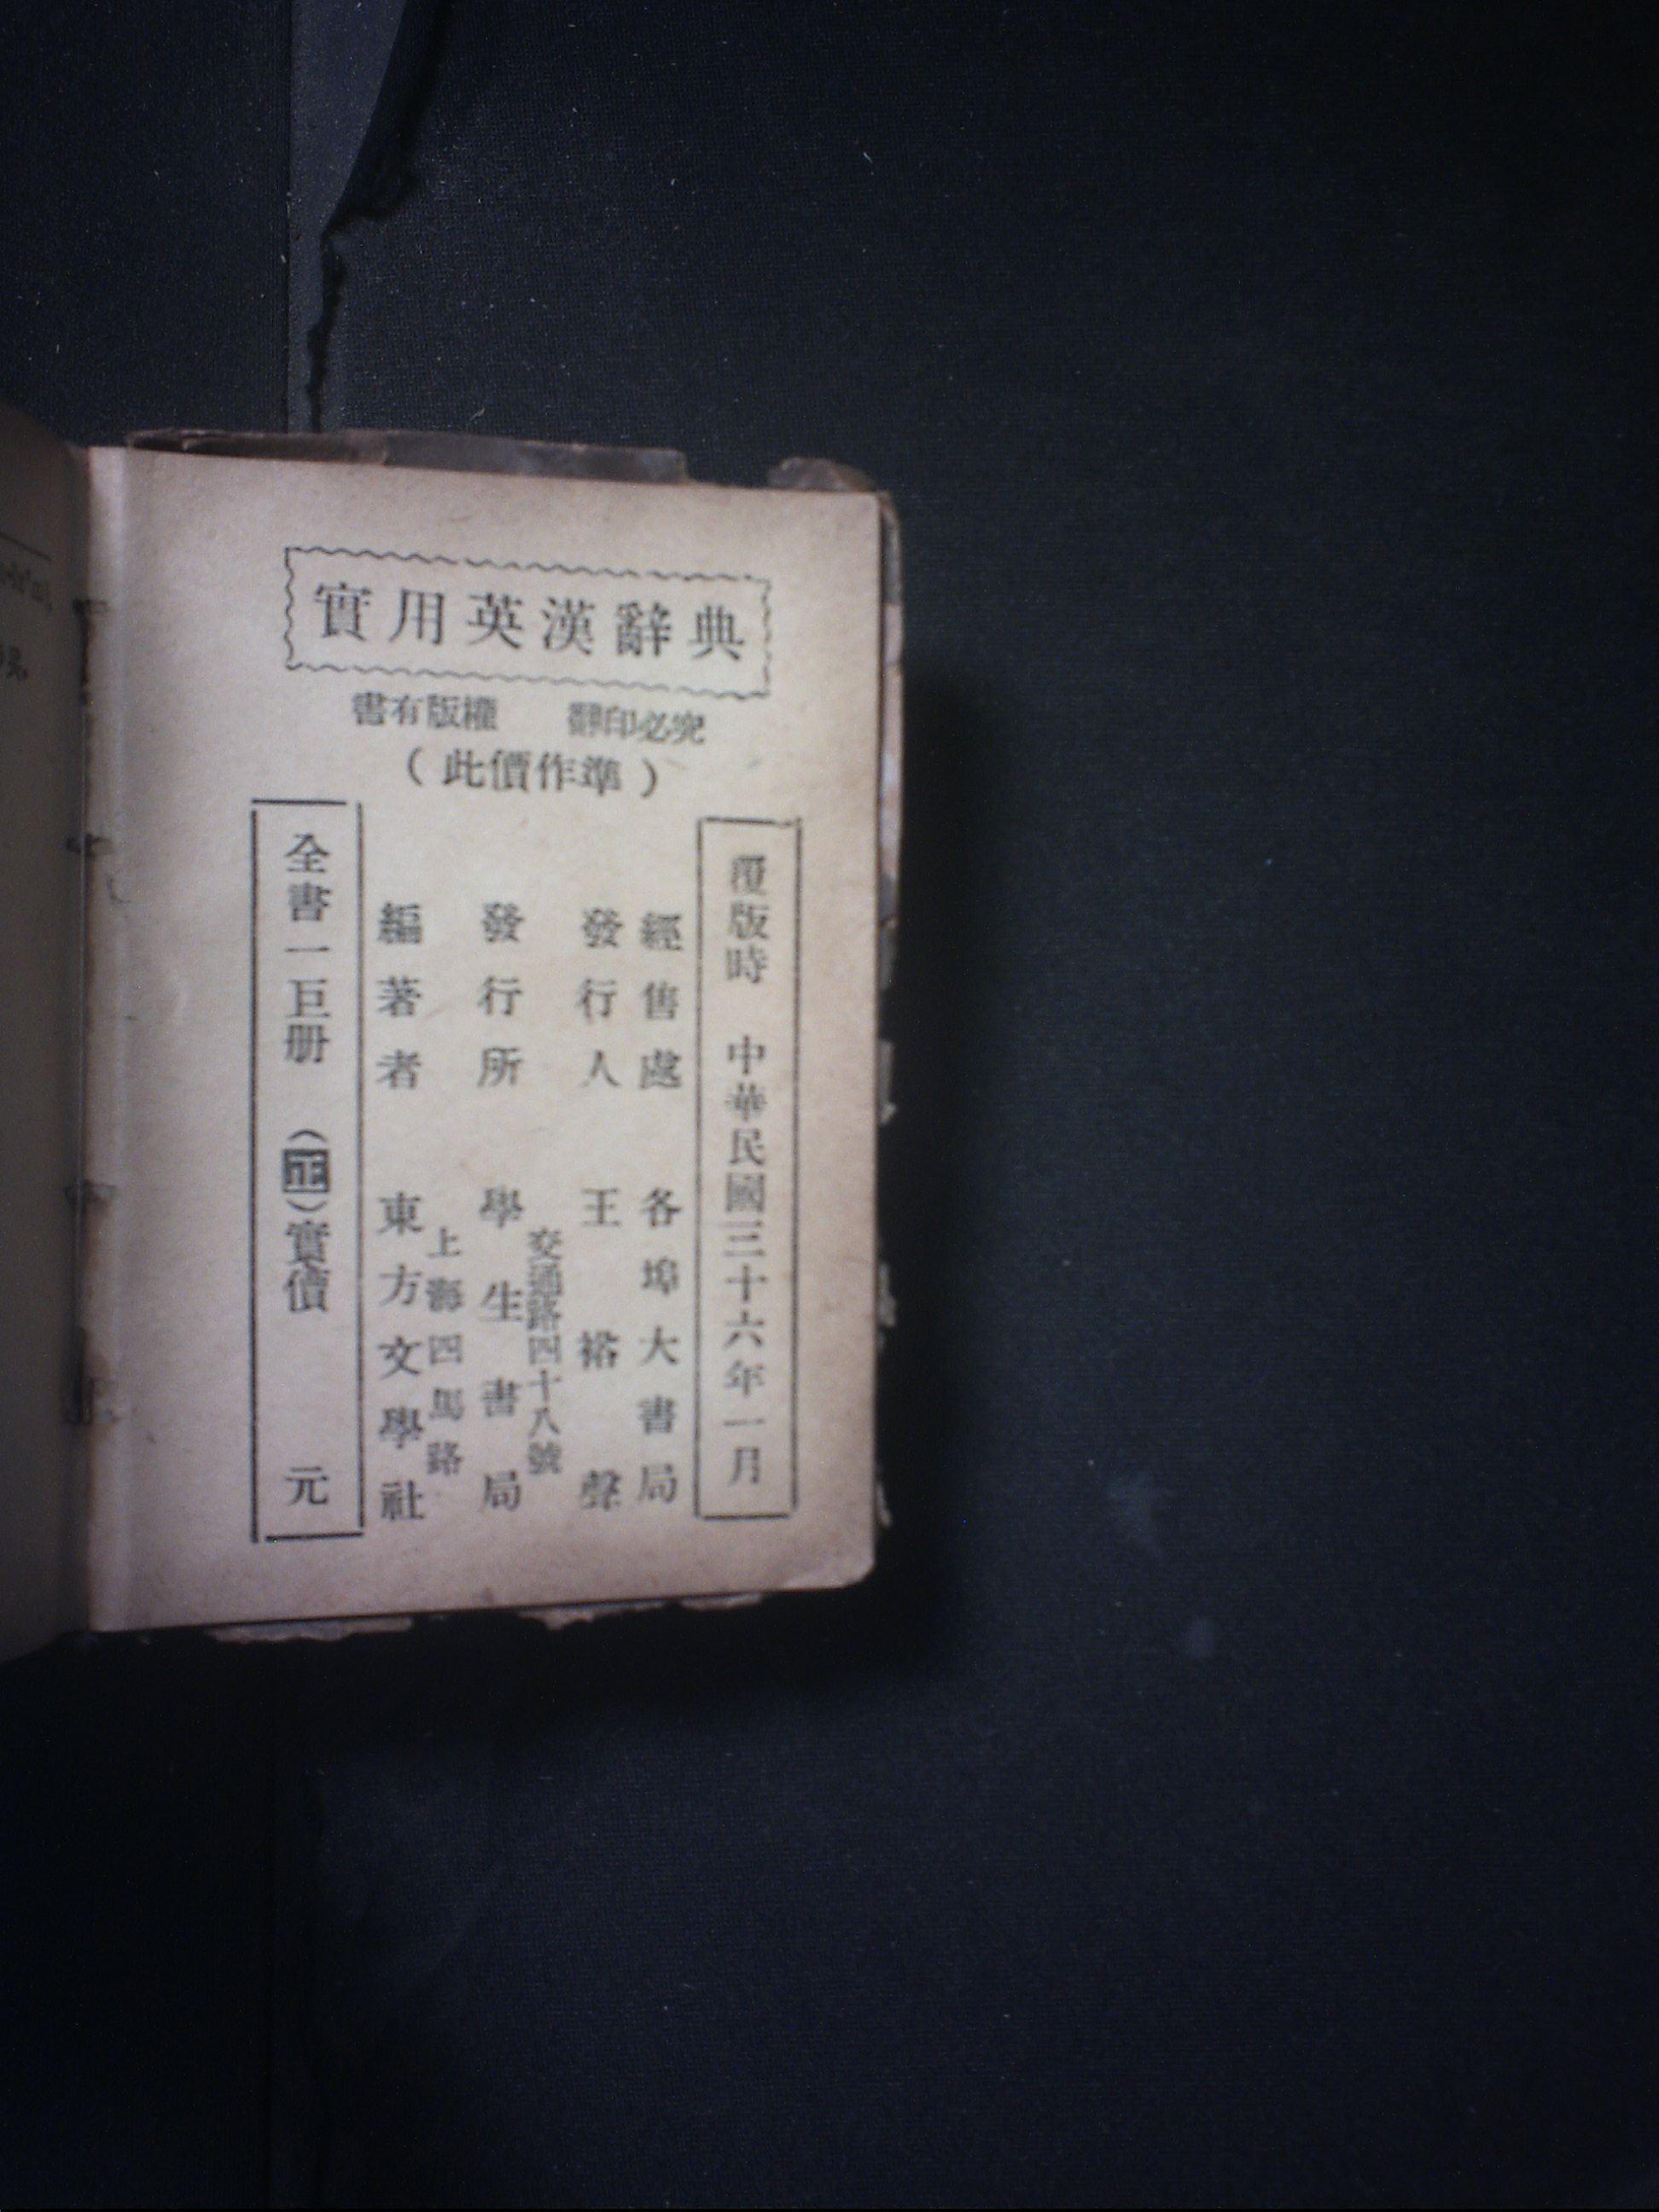 實用英漢辭典
書有版權 翻印必究
(此價作準)
全書一巨册 (正)實價 元
編著者 東方文學社
上海四馬路
發行所 學生書局
交通路四十八號
發行人 王裕聲
經售處 各埠大書局
覆版時 中華民國三十六年一月